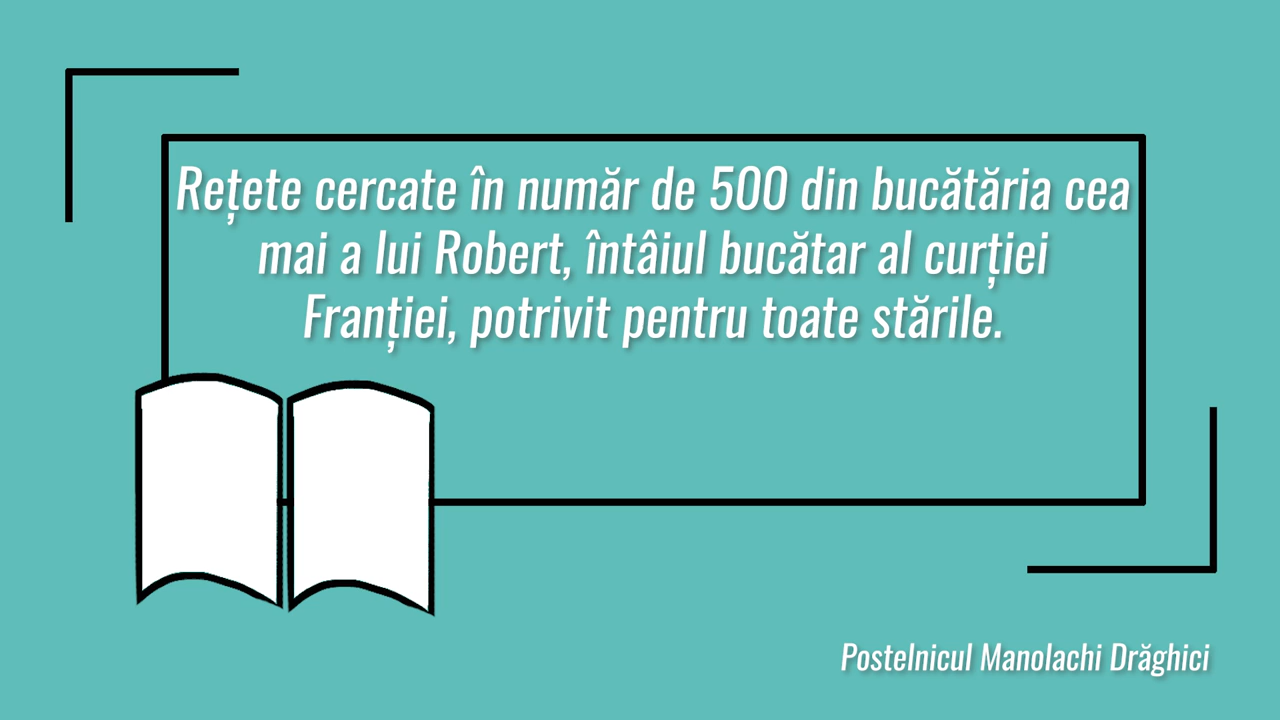 Rețete cercate în număr de 500 din bucătăria cea
mai a lui Robert, întâiul bucătar al curției
Franției, potrivit pentru toate stările.
Postelnicul Manolachi Drăghici